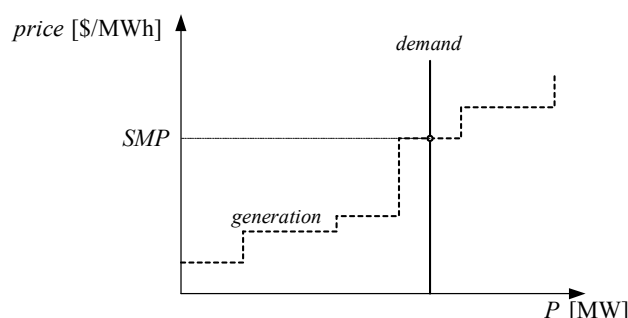 price [$/MWh]
demand
SMP
generation
P [MW]